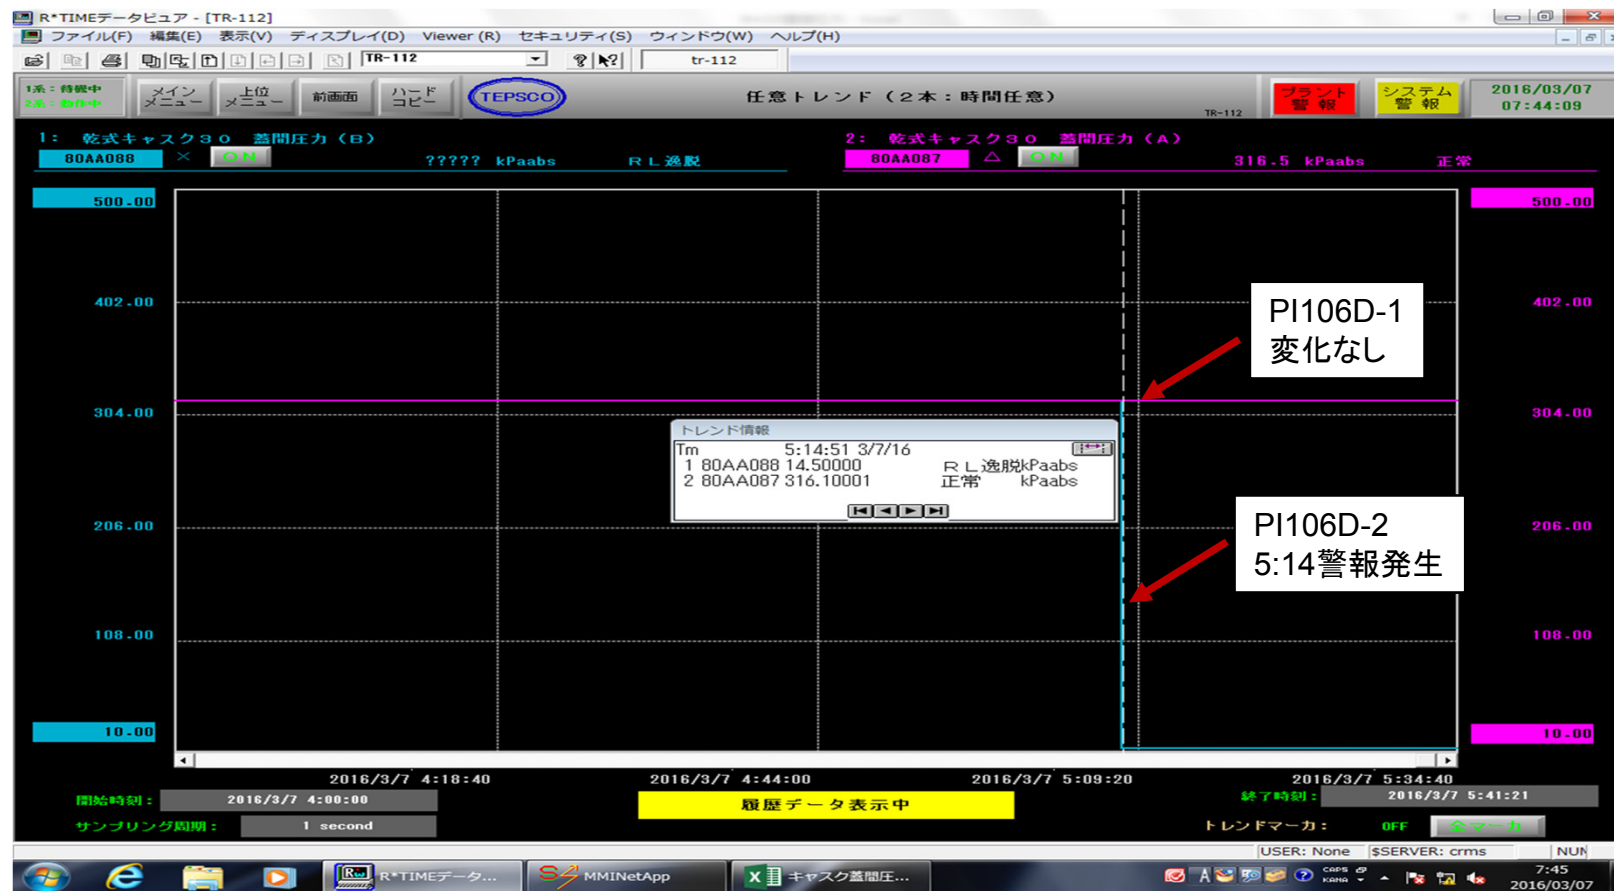 R*TIMEデータビュア - [TR-112]
ファイル(F) 編集(E) 表示(V) ディスプレイ(D) Viewer (R) セキュリティ(S) ウィンドウ(W) ヘルプ(H)
TR-112 tr-112
1系：待機中
2系：動作中
メイン
メニュー
上位
メニュー
前画面
ハード
コピー
TEPSCO
任意トレンド（２本：時間任意）
TR-112
プラント
警報
システム
警報
2016/03/07
07:44:09
1: 乾式キャスク３０ 蓋間圧力（B）
80AA088 × ON ????? kPaabs ＲＬ逸脱
2: 乾式キャスク３０ 蓋間圧力（A）
80AA087 △ ON 316.5 kPaabs 正常
500.00 500.00
402.00 402.00
PI106D-1
変化なし
304.00 304.00
トレンド情報
Tm 5:14:51 3/7/16
1 80AA088 14.50000 ＲＬ逸脱kPaabs
2 80AA087 316.10001 正常 kPaabs
206.00 206.00
PI106D-2
5:14警報発生
108.00 108.00
10.00 10.00
2016/3/7 4:18:40 2016/3/7 4:44:00 2016/3/7 5:09:20 2016/3/7 5:34:40
開始時刻： 2016/3/7 4:00:00
履歴データ表示中
終了時刻： 2016/3/7 5:41:21
サンプリング周期： 1 second
トレンドマーカ： OFF 全マーカ
USER: None $SERVER: crms NUM
R*TIMEデータ... MMINetApp キャスク蓋間圧...
A CAPS KANA
7:45
2016/03/07